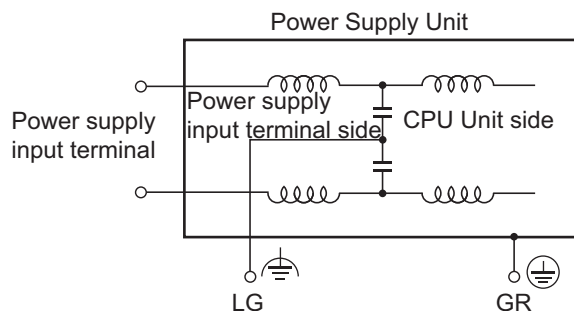 Power Supply Unit
Power supply
input terminal
Power supply
input terminal side
CPU Unit side
LG
GR